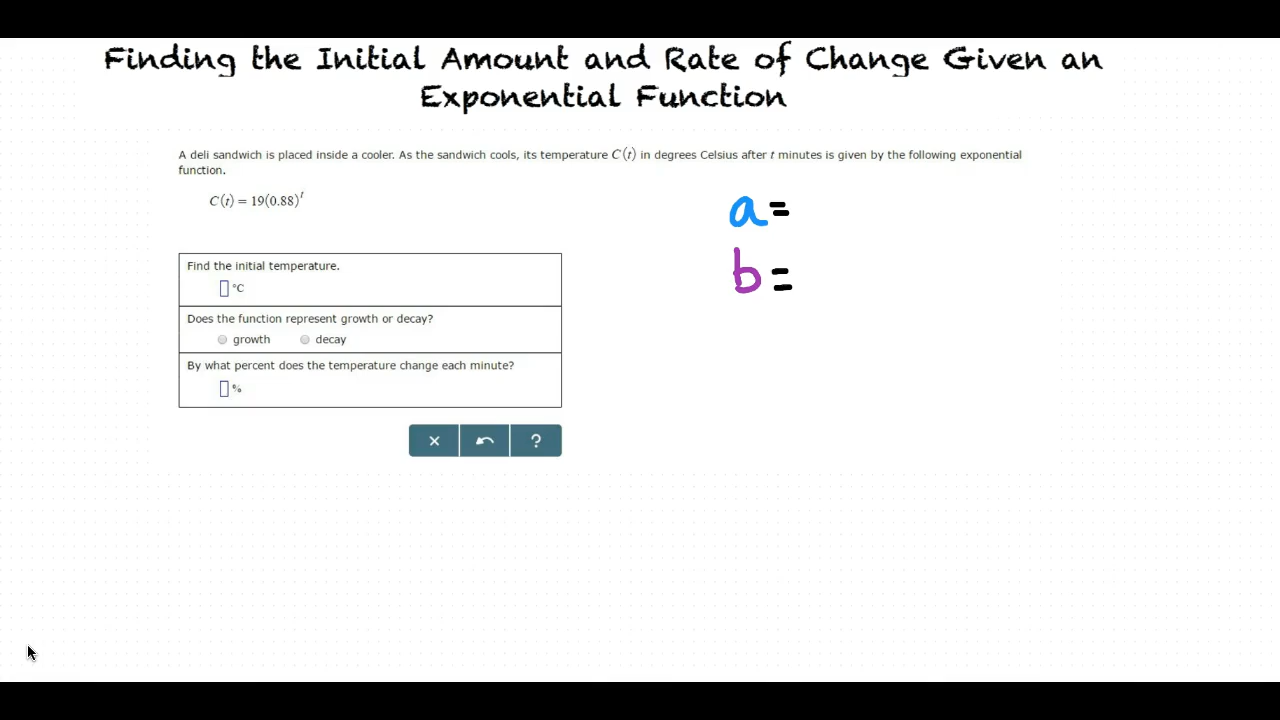 Finding the Initial Amount and Rate of Change Given an
Exponential Function
A deli sandwich is placed inside a cooler. As the sandwich cools, its temperature C(t) in degrees Celsius after t minutes is given by the following exponential
function.
C(t) = 19(0.88)^t
a=
b=
Find the initial temperature.
°C
Does the function represent growth or decay?
growth decay
By what percent does the temperature change each minute?
%
× ?